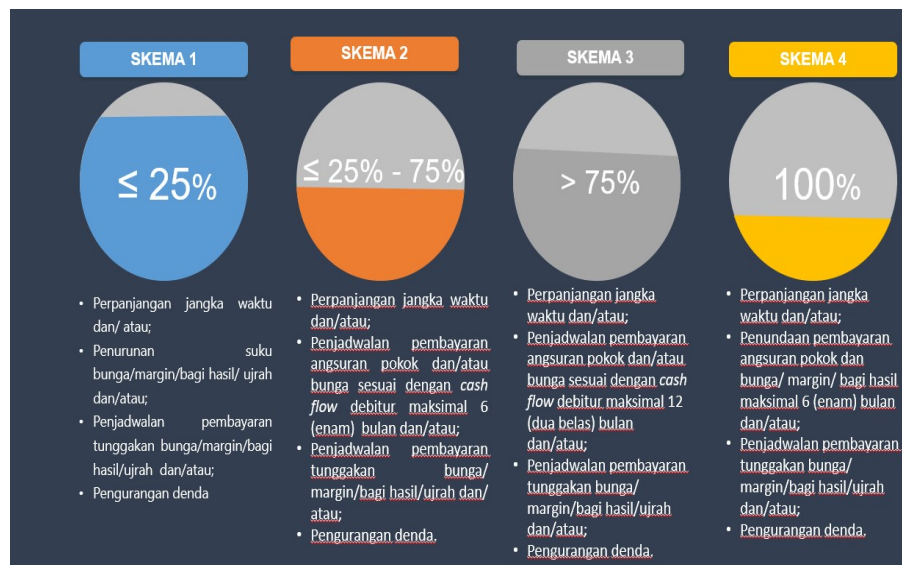 SKEMA 1
≤ 25%
• Perpanjangan jangka waktu
dan/ atau;
• Penurunan suku
bunga/margin/bagi hasil/ ujrah
dan/atau;
• Penjadwalan pembayaran
tunggakan bunga/margin/bagi
hasil/ujrah dan/atau;
• Pengurangan denda
SKEMA 2
≤ 25% - 75%
• Perpanjangan jangka waktu
dan/atau;
• Penjadwalan pembayaran
angsuran pokok dan/atau
bunga sesuai dengan cash
flow debitur maksimal 6
(enam) bulan dan/atau;
• Penjadwalan pembayaran
tunggakan bunga/
margin/bagi hasil/ujrah dan/
atau;
• Pengurangan denda.
SKEMA 3
> 75%
• Perpanjangan jangka
waktu dan/atau;
• Penjadwalan pembayaran
angsuran pokok dan/atau
bunga sesuai dengan cash
flow debitur maksimal 12
(dua belas) bulan
dan/atau;
• Penjadwalan pembayaran
tunggakan bunga/
margin/bagi hasil/ujrah
dan/atau;
• Pengurangan denda.
SKEMA 4
100%
• Perpanjangan jangka
waktu dan/atau;
• Penundaan pembayaran
angsuran pokok dan
bunga/ margin/ bagi hasil
maksimal 6 (enam) bulan
dan/atau;
• Penjadwalan pembayaran
tunggakan bunga/
margin/bagi hasil/ujrah
dan/atau;
• Pengurangan denda.